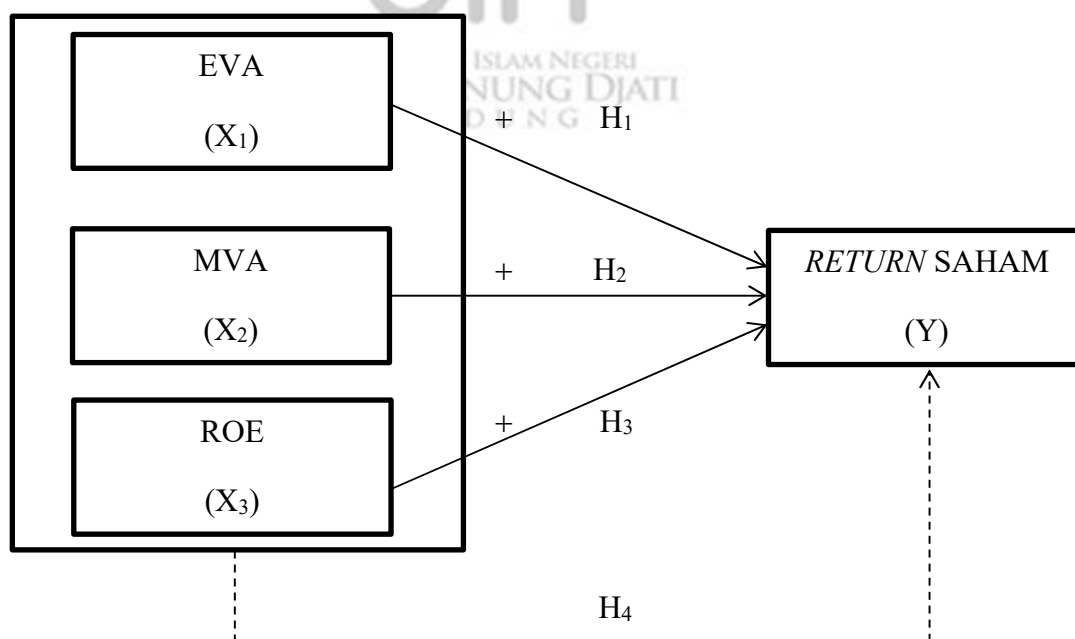 ISLAM NEGERI
NUNG DJATI
EVA
(X1)
+ H1
MVA
(X2)
+ H2
RETURN SAHAM
(Y)
ROE
(X3)
+ H3
H4